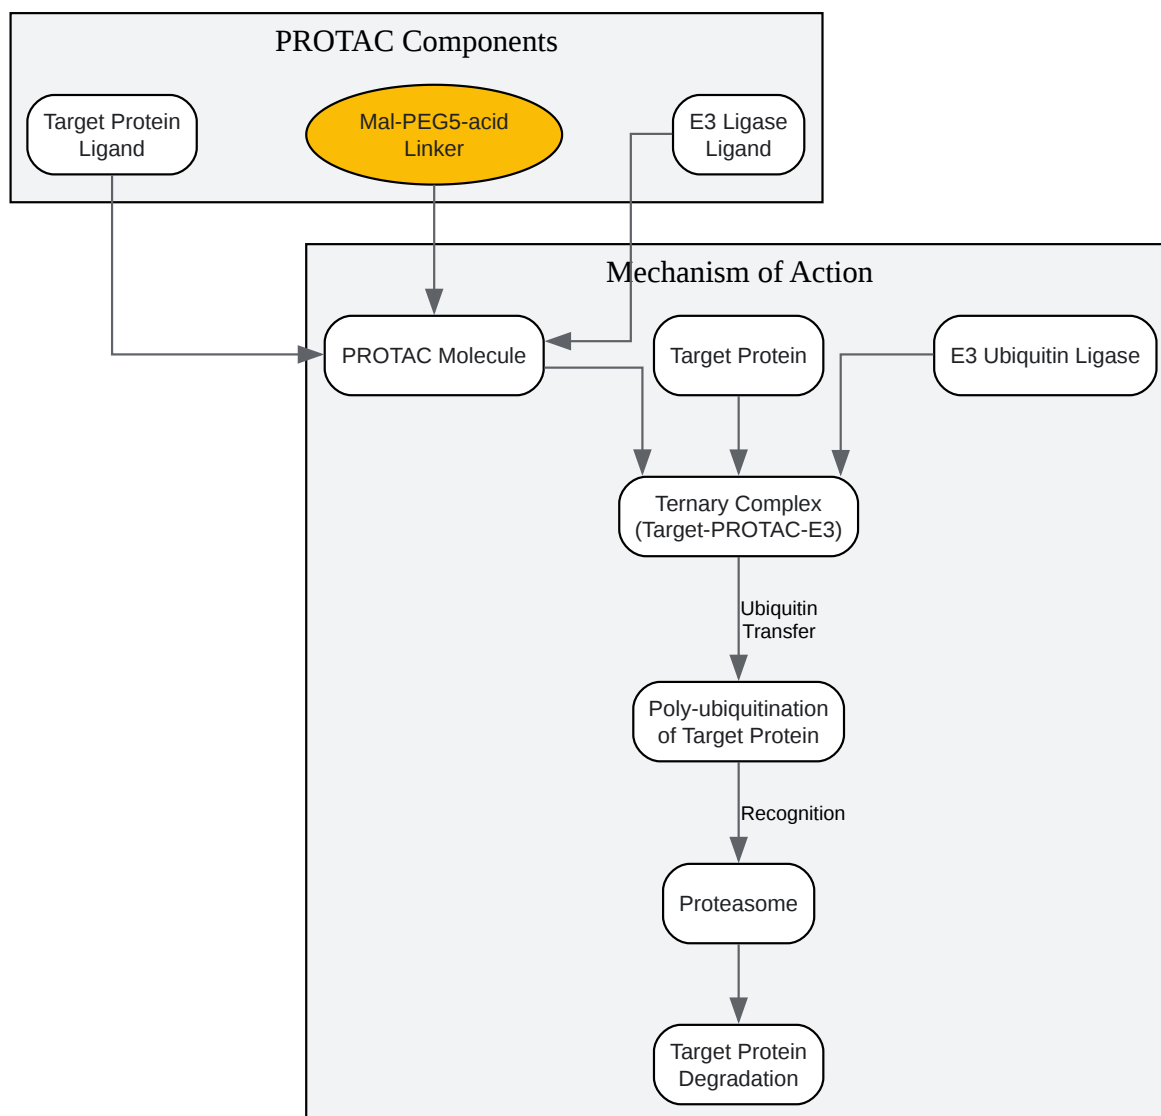 PROTAC Components
Target Protein
Ligand
Mal-PEG5-acid
Linker
E3 Ligase
Ligand
Mechanism of Action
PROTAC Molecule
Target Protein
E3 Ubiquitin Ligase
Ternary Complex
(Target-PROTAC-E3)
Ubiquitin
Transfer
Poly-ubiquitination
of Target Protein
Recognition
Proteasome
Target Protein
Degradation